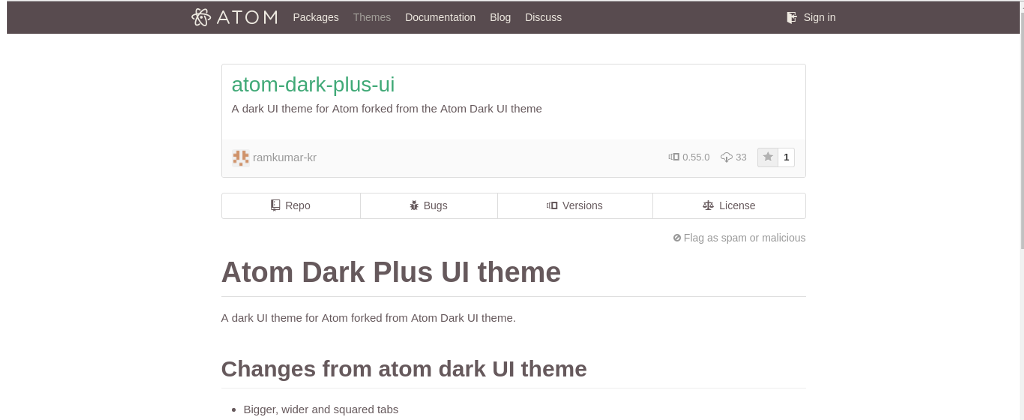 ATOM Packages Themes Documentation Blog Discuss Sign in
atom-dark-plus-ui
A dark UI theme for Atom forked from the Atom Dark UI theme
ramkumar-kr 0.55.0 33 1
Repo Bugs Versions License
Flag as spam or malicious
Atom Dark Plus UI theme
A dark UI theme for Atom forked from Atom Dark UI theme.
Changes from atom dark UI theme
Bigger, wider and squared tabs